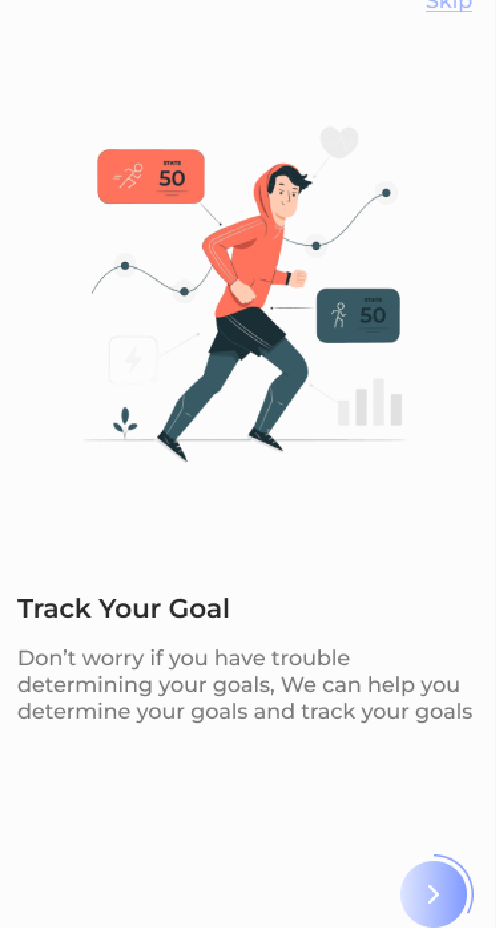 Skip
STATS
50
STATS
50
Track Your Goal
Don't worry if you have trouble
determining your goals, We can help you
determine your goals and track your goals